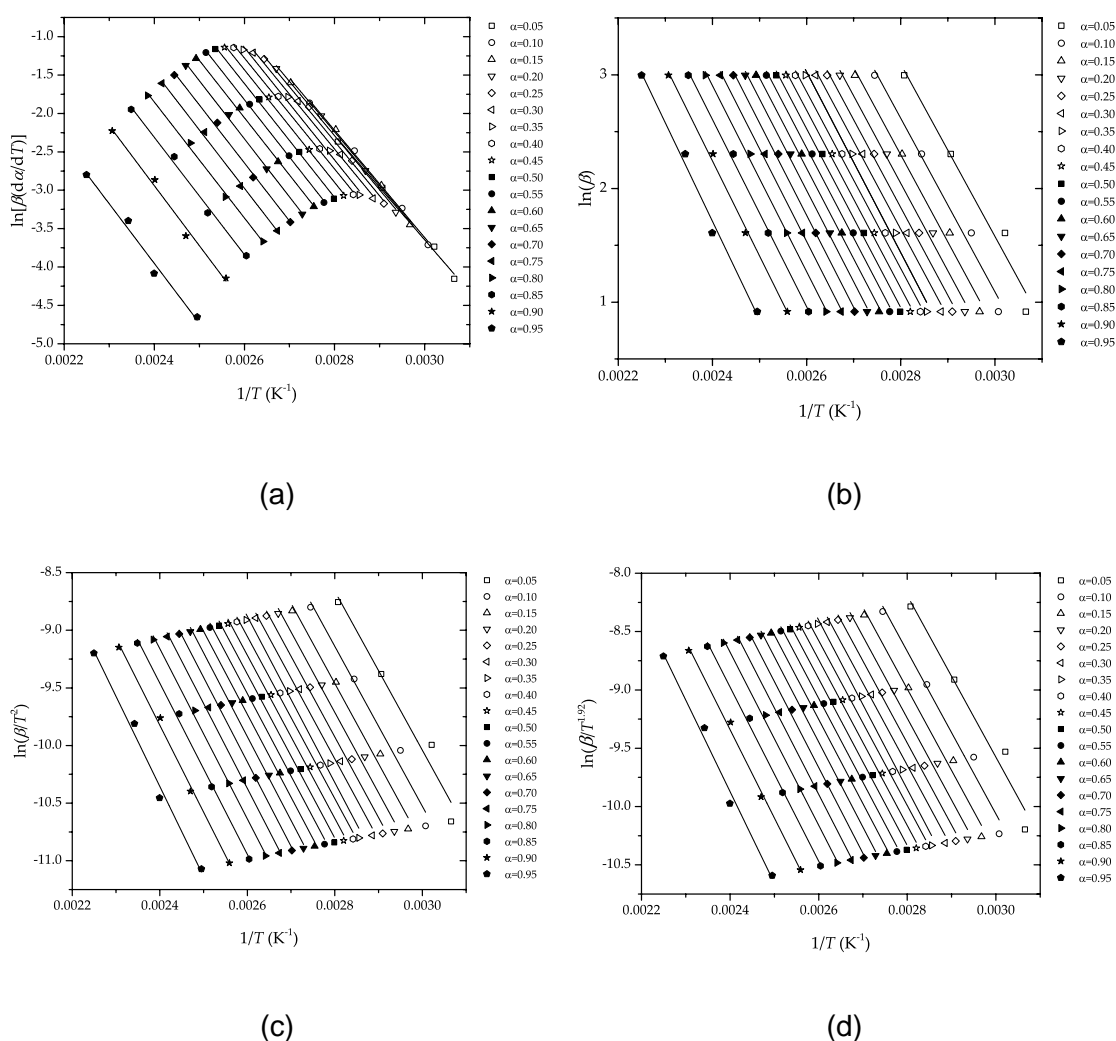 -1.0
-1.5
-2.0
-2.5
-3.0
-3.5
-4.0
-4.5
-5.0
ln[β(dα/dT)]
0.0022 0.0024 0.0026 0.0028 0.0030
1/T (K⁻¹)
α=0.05
α=0.10
α=0.15
α=0.20
α=0.25
α=0.30
α=0.35
α=0.40
α=0.45
α=0.50
α=0.55
α=0.60
α=0.65
α=0.70
α=0.75
α=0.80
α=0.85
α=0.90
α=0.95
(a)
3
2
1
ln(β)
0.0022 0.0024 0.0026 0.0028 0.0030
1/T (K⁻¹)
α=0.05
α=0.10
α=0.15
α=0.20
α=0.25
α=0.30
α=0.35
α=0.40
α=0.45
α=0.50
α=0.55
α=0.60
α=0.65
α=0.70
α=0.75
α=0.80
α=0.85
α=0.90
α=0.95
(b)
-8.5
-9.0
-9.5
-10.0
-10.5
-11.0
ln(β/T²)
0.0022 0.0024 0.0026 0.0028 0.0030
1/T (K⁻¹)
α=0.05
α=0.10
α=0.15
α=0.20
α=0.25
α=0.30
α=0.35
α=0.40
α=0.45
α=0.50
α=0.55
α=0.60
α=0.65
α=0.70
α=0.75
α=0.80
α=0.85
α=0.90
α=0.95
(c)
-8.0
-8.5
-9.0
-9.5
-10.0
-10.5
ln(β/T¹·⁹²)
0.0022 0.0024 0.0026 0.0028 0.0030
1/T (K⁻¹)
α=0.05
α=0.10
α=0.15
α=0.20
α=0.25
α=0.30
α=0.35
α=0.40
α=0.45
α=0.50
α=0.55
α=0.60
α=0.65
α=0.70
α=0.75
α=0.80
α=0.85
α=0.90
α=0.95
(d)